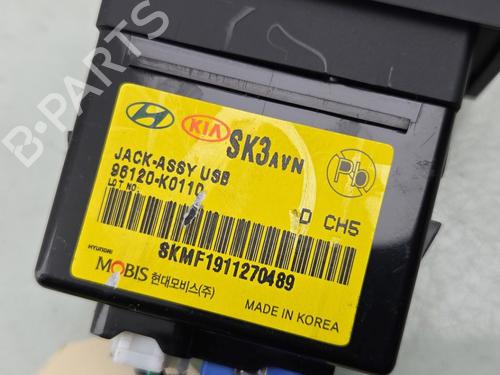 B-PARTS
KIA
SK3AVN
JACK-ASSY USB
96120-K0110
LOT NO.
Pb
D CH5
SKMF1911270489
HYUNDAI
MOBIS 현대모비스(주)
MADE IN KOREA